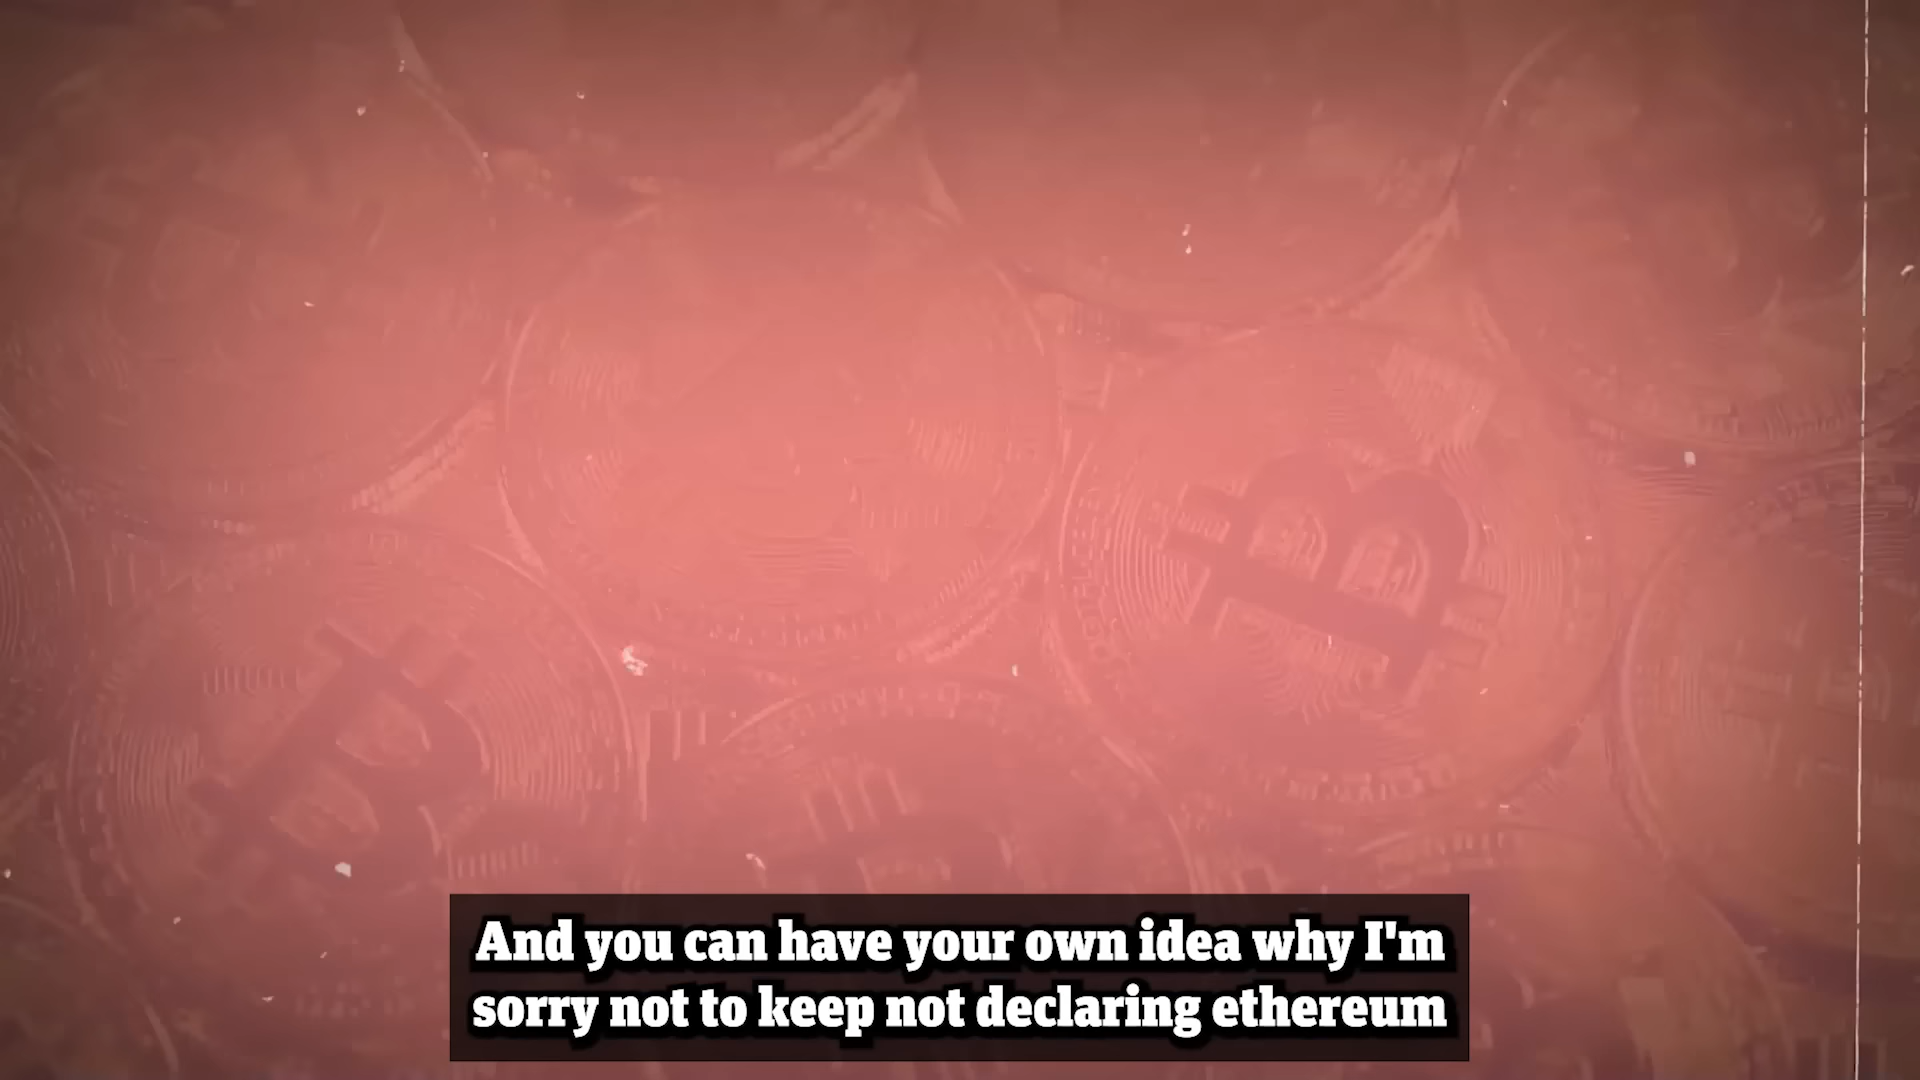 And you can have your own idea why I'm
sorry not to keep not declaring ethereum